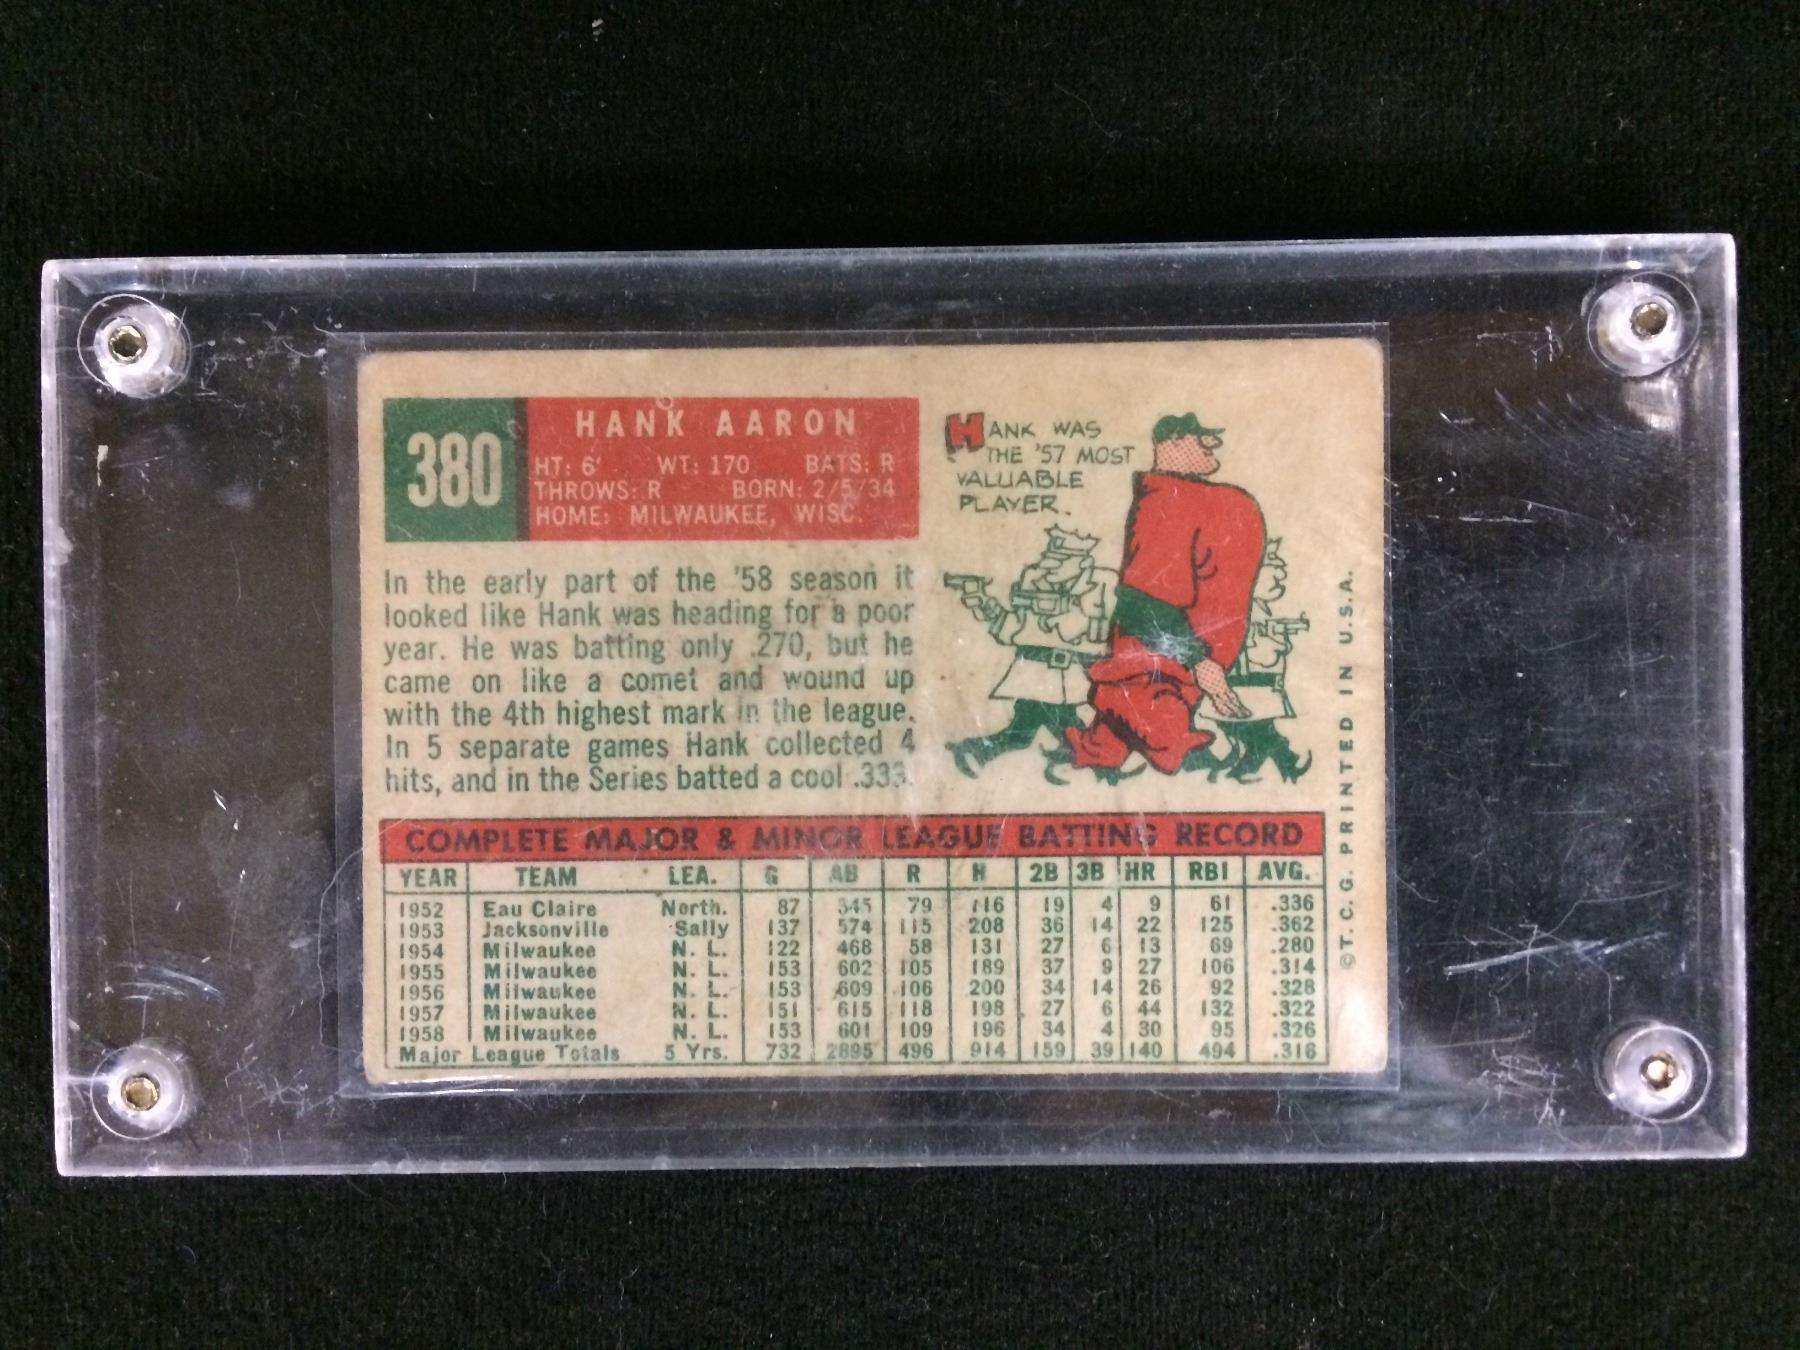 380
HANK AARON
HT: 6' WT: 170 BATS: R
THROWS: R BORN: 2/5/34
HOME: MILWAUKEE, WISC.
In the early part of the '58 season it
looked like Hank was heading for a poor
year. He was batting only .270, but he
came on like a comet and wound up
with the 4th highest mark in the league.
In 5 separate games Hank collected 4
hits, and in the Series batted a cool .333.
HANK WAS
THE '57 MOST
VALUABLE
PLAYER.
COMPLETE MAJOR & MINOR LEAGUE BATTING RECORD
YEAR TEAM LEA. G AB R H 2B 3B HR RBI AVG.
1952 Eau Claire North. 87 345 79 116 19 4 9 61 .336
1953 Jacksonville Sally 137 574 115 208 36 14 22 125 .362
1954 Milwaukee N. L. 122 468 58 131 27 6 13 69 .280
1955 Milwaukee N. L. 153 602 105 189 37 9 27 106 .314
1956 Milwaukee N. L. 153 609 106 200 34 14 26 92 .328
1957 Milwaukee N. L. 151 615 118 198 27 6 44 132 .322
1958 Milwaukee N. L. 153 601 109 196 34 4 30 95 .326
Major League Totals 5 Yrs. 732 2895 496 914 159 39 140 494 .316
© T. C. G. PRINTED IN U.S.A.